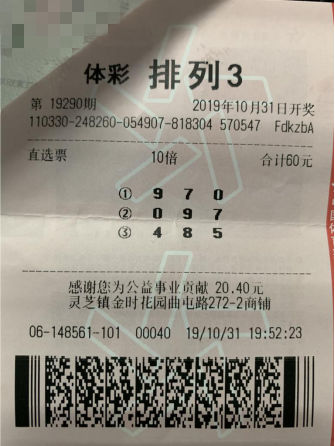 体彩 排列3
第 19290期 2019年10月31日开奖
110330-248260-054907-818304 570547 FdkzbA
直选票 10倍 合计60元
① 9 7 0
② 0 9 7
③ 4 8 5
感谢您为公益事业贡献 20.40元
灵芝镇金时花园曲屯路272-2商铺
06-148561-101 00040 19/10/31 19:52:23